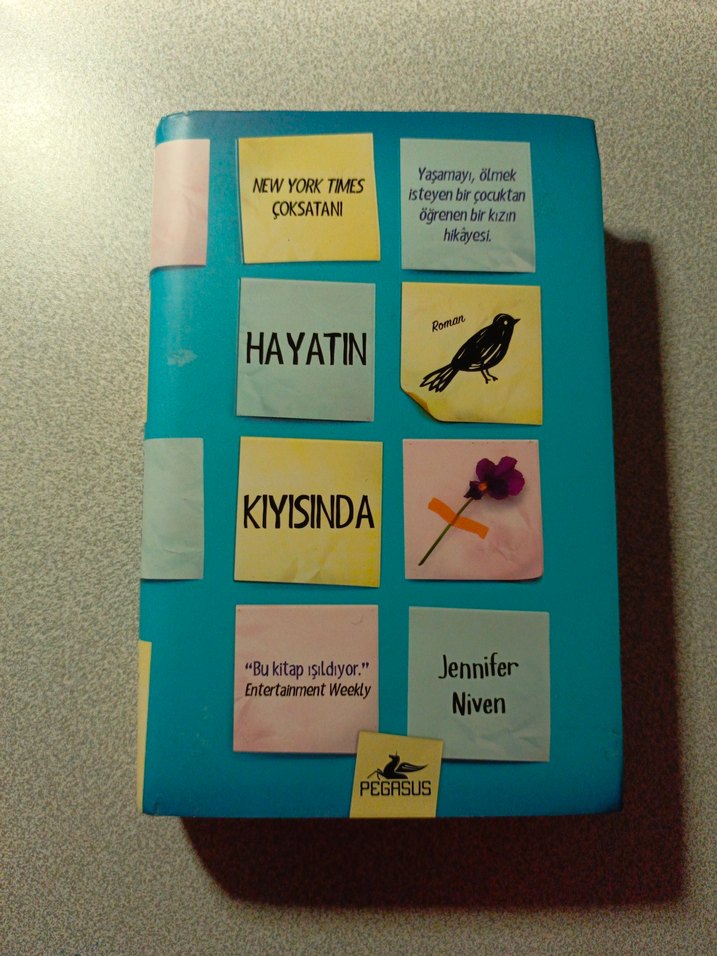 NEW YORK TIMES
ÇOKSATANI
Yaşamayı, ölmek
isteyen bir çocuktan
öğrenen bir kızın
hikâyesi.
HAYATIN
Roman
KIYISINDA
“Bu kitap ışıldıyor.”
Entertainment Weekly
Jennifer
Niven
PEGASUS